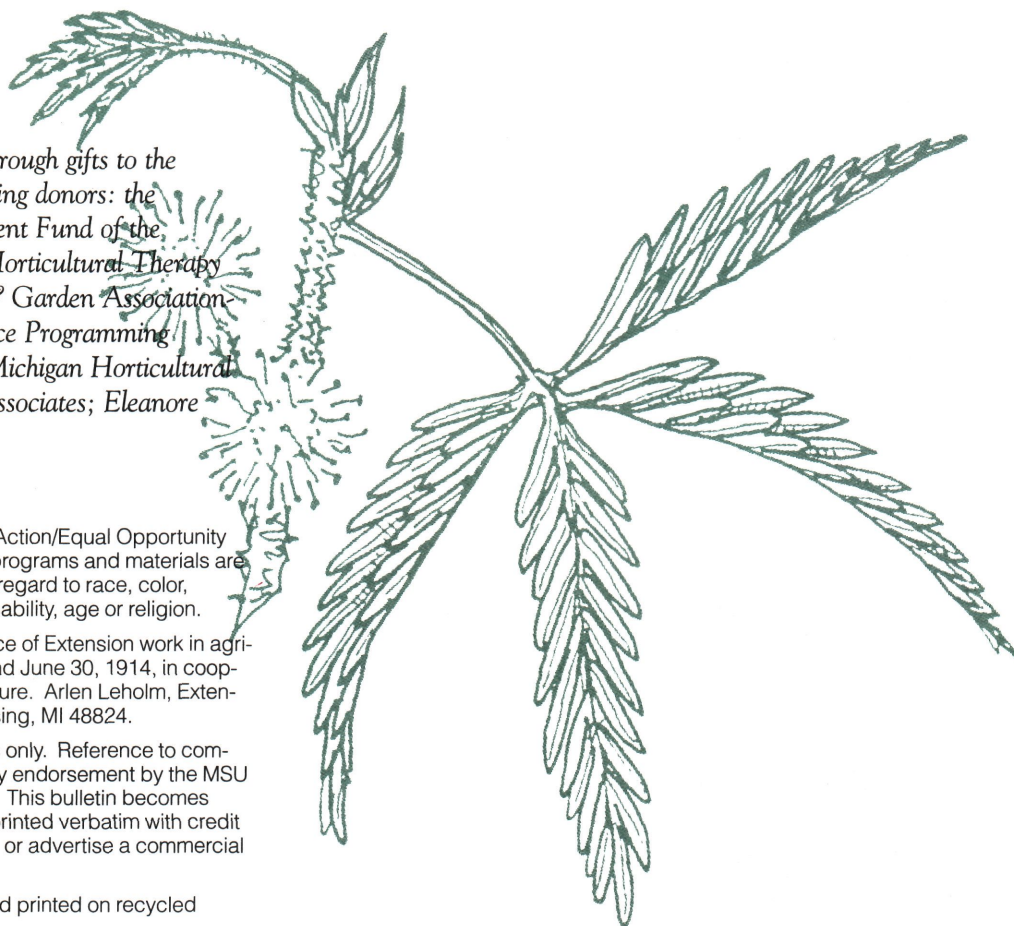 rough gifts to the
ing donors: the
ent Fund of the
Horticultural Therapy
Garden Association-
ce Programming
Michigan Horticultural
ssociates; Eleanore
Action/Equal Opportunity
programs and materials are
regard to race, color,
ability, age or religion.
ce of Extension work in agri-
nd June 30, 1914, in coop-
ure. Arlen Leholm, Exten-
sing, MI 48824.
only. Reference to com-
y endorsement by the MSU
This bulletin becomes
printed verbatim with credit
or advertise a commercial
d printed on recycled